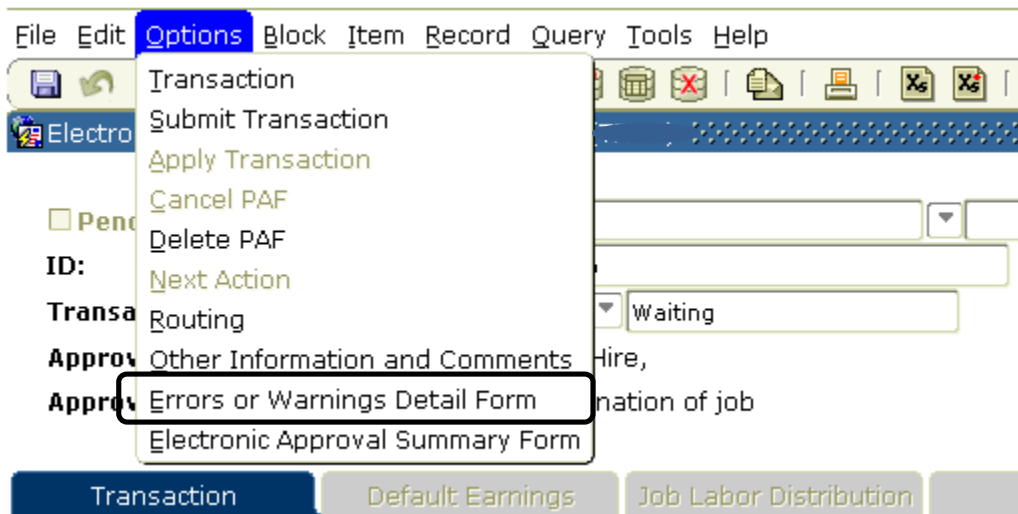 File Edit Options Block Item Record Query Tools Help
Transaction
Submit Transaction
Electro
Apply Transaction
Cancel PAF
Pend
Delete PAF
ID:
Next Action
Transa
Routing
Waiting
Approv
Other Information and Comments
Hire,
Approv
Errors or Warnings Detail Form
nation of job
Electronic Approval Summary Form
Transaction Default Earnings Job Labor Distribution